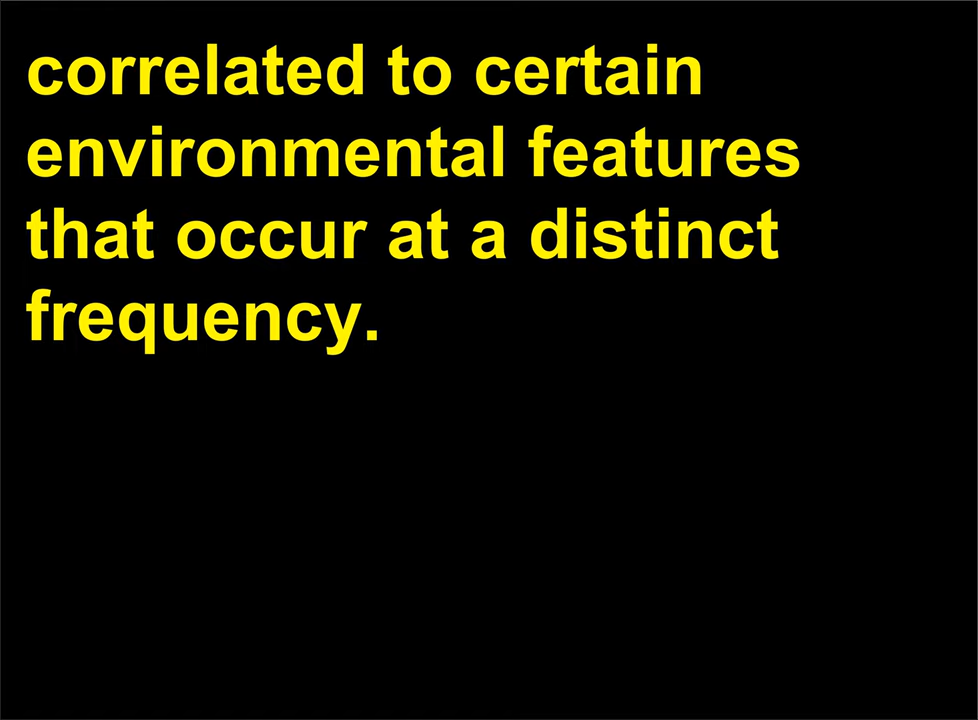 correlated to certain
environmental features
that occur at a distinct
frequency.